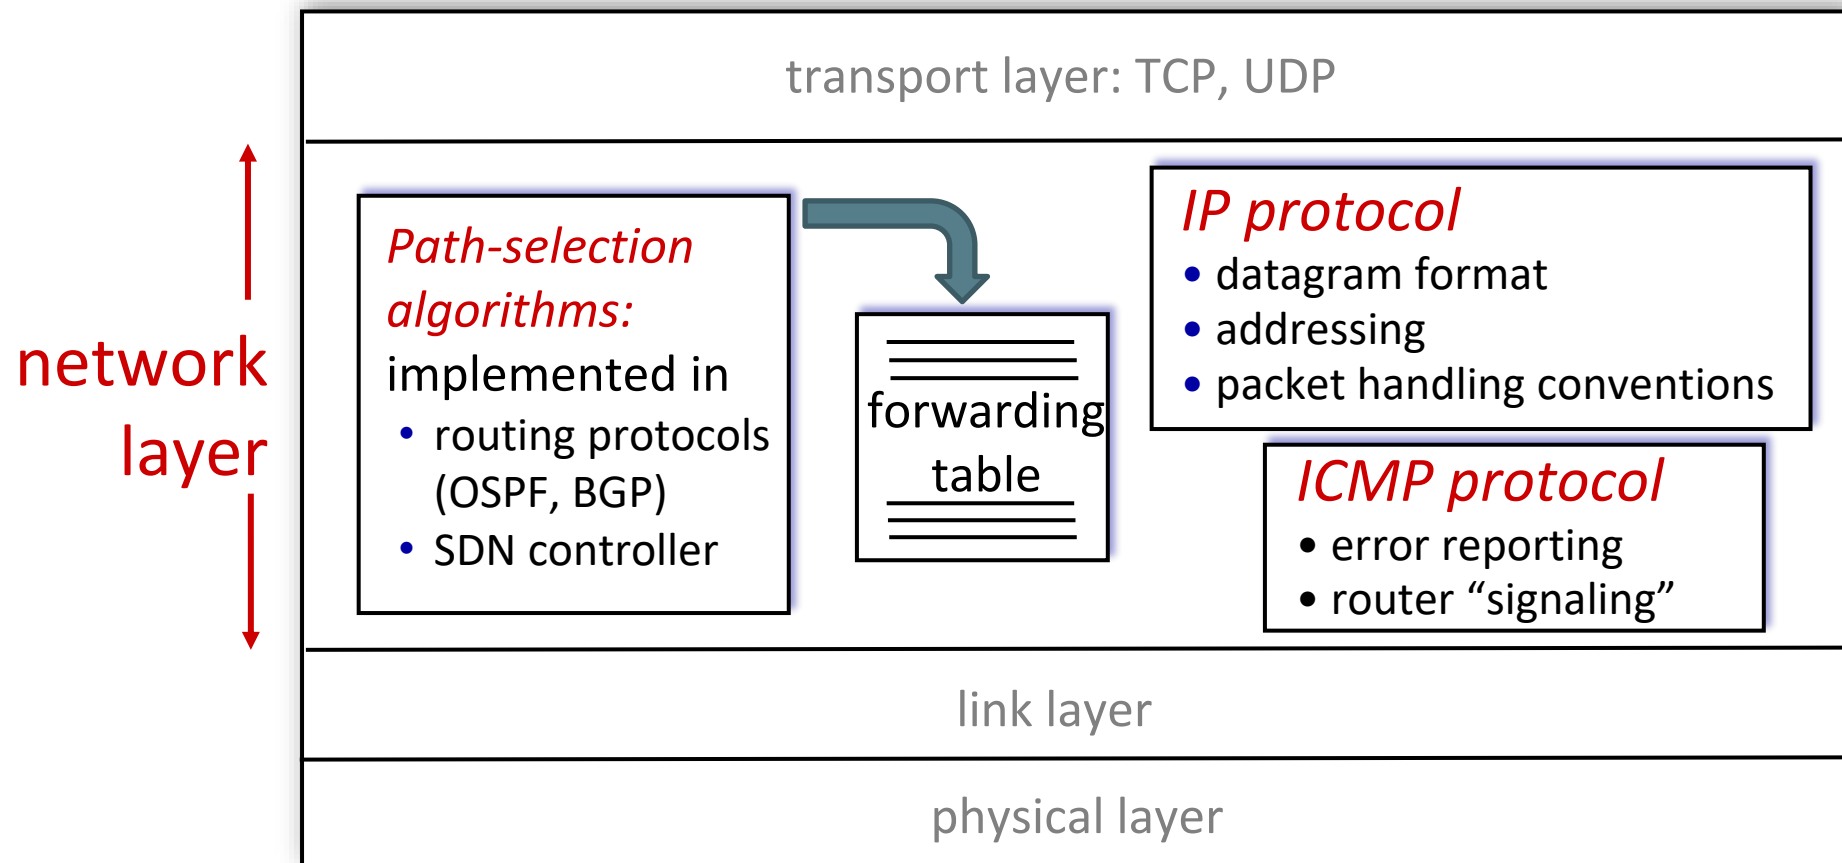 transport layer: TCP, UDP
network
layer
Path-selection
algorithms:
implemented in
• routing protocols
(OSPF, BGP)
• SDN controller
forwarding
table
IP protocol
• datagram format
• addressing
• packet handling conventions
ICMP protocol
• error reporting
• router “signaling”
link layer
physical layer